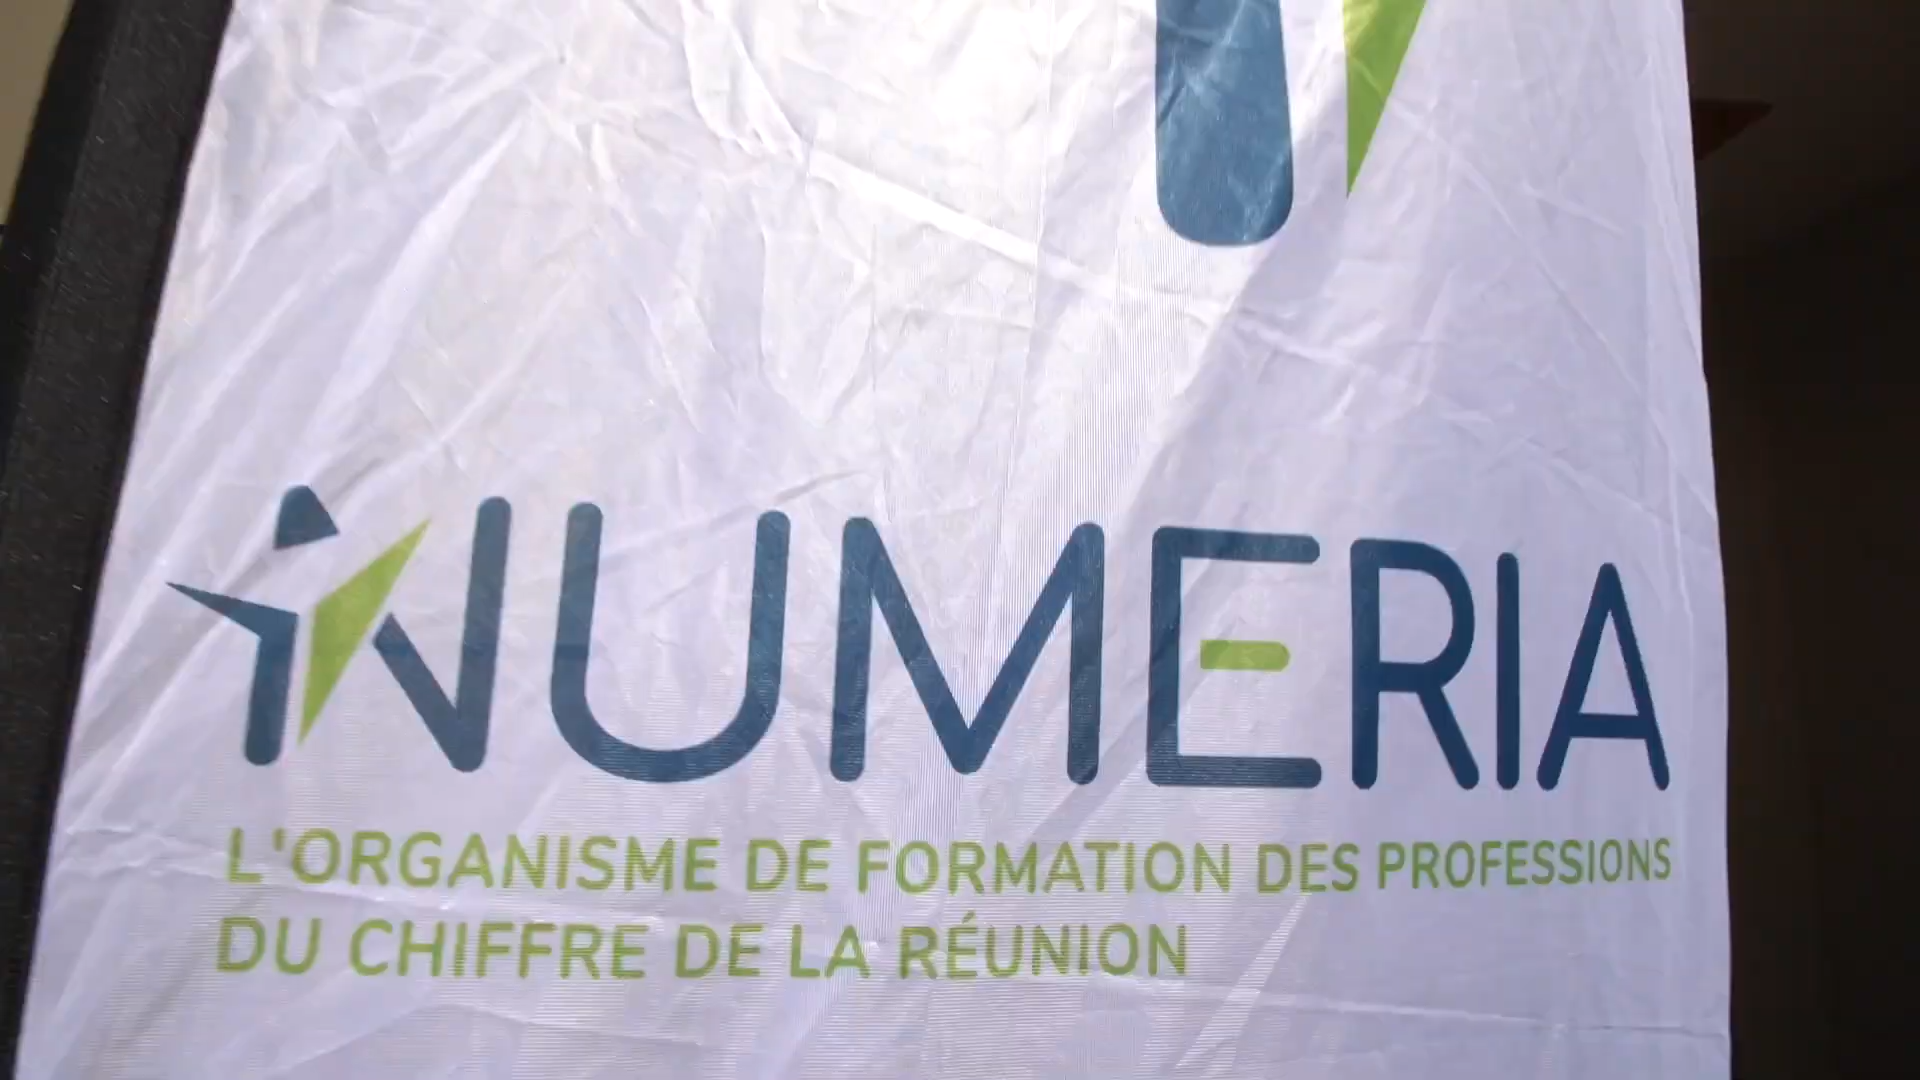 NUMERIA
L'ORGANISME DE FORMATION DES PROFESSIONS
DU CHIFFRE DE LA RÉUNION